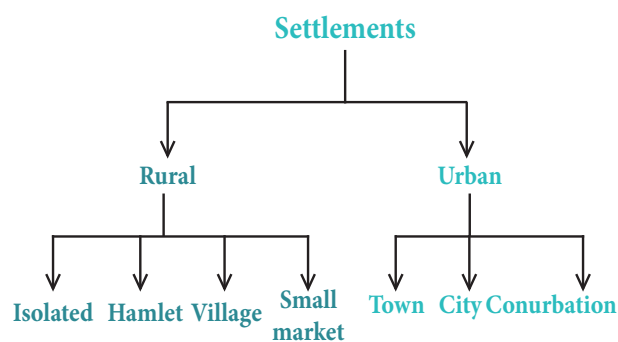 Settlements
Rural Urban
Isolated Hamlet Village Small market Town City Conurbation